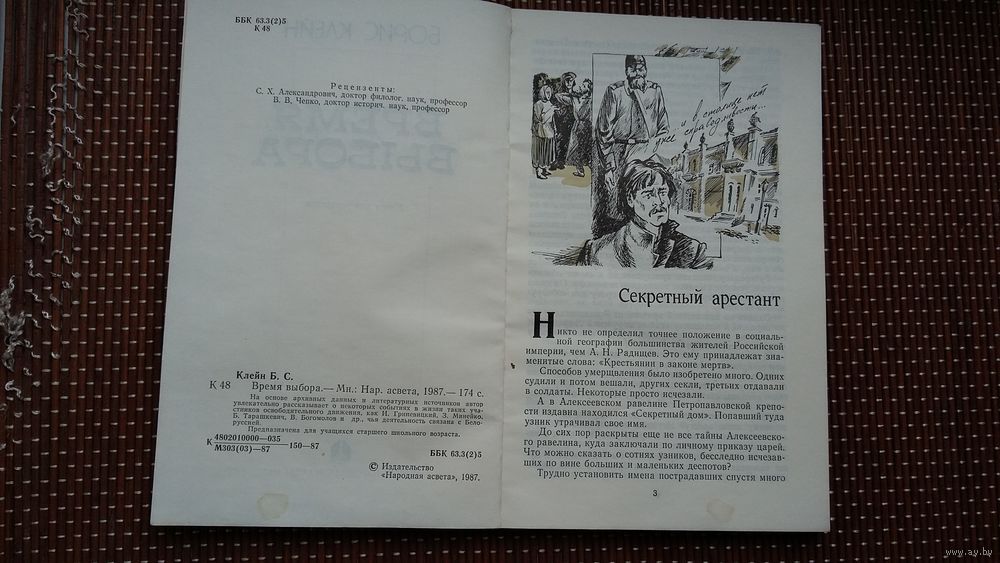 ББК 63.3(2)5
К 48
Рецензенты:
С. Х. Александрович, доктор филолог. наук, профессор
В. В. Чепко, доктор историч. наук, профессор
Клейн Б. С.
К 48 Время выбора.— Мн.: Нар. асвета, 1987.— 174 с.
На основе архивных данных и литературных источников автор
увлекательно рассказывает о некоторых событиях в жизни таких уча-
стников освободительного движения, как И. Гриневицкий, З. Минейко,
Б. Тарашкевич, В. Богомолов и др., чья деятельность связана с Бело-
руссией.
Предназначена для учащихся старшего школьного возраста.
К 4802010000—035
М303(03)—87
150—87
ББК 63.3(2)5
© Издательство
«Народная асвета», 1987.
и в столице нет
уже справедливости...
Секретный арестант
Никто не определил точнее положение в социаль-
ной географии большинства жителей Российской
империи, чем А. Н. Радищев. Это ему принадлежат зна-
менитые слова: «Крестьянин в законе мертв».
Способов умерщвления было изобретено много. Одних
судили и потом вешали, других секли, третьих отдавали
в солдаты. Некоторые просто исчезали.
А в Алексеевском равелине Петропавловской крепо-
сти издавна находился «Секретный дом». Попавший туда
узник утрачивал свое имя.
До сих пор раскрыты еще не все тайны Алексеевско-
го равелина, куда заключали по личному приказу царей.
Что можно сказать о сотнях узников, бесследно исчезав-
ших по вине больших и маленьких деспотов?
Трудно установить имена пострадавших спустя много
3
www.ay.by